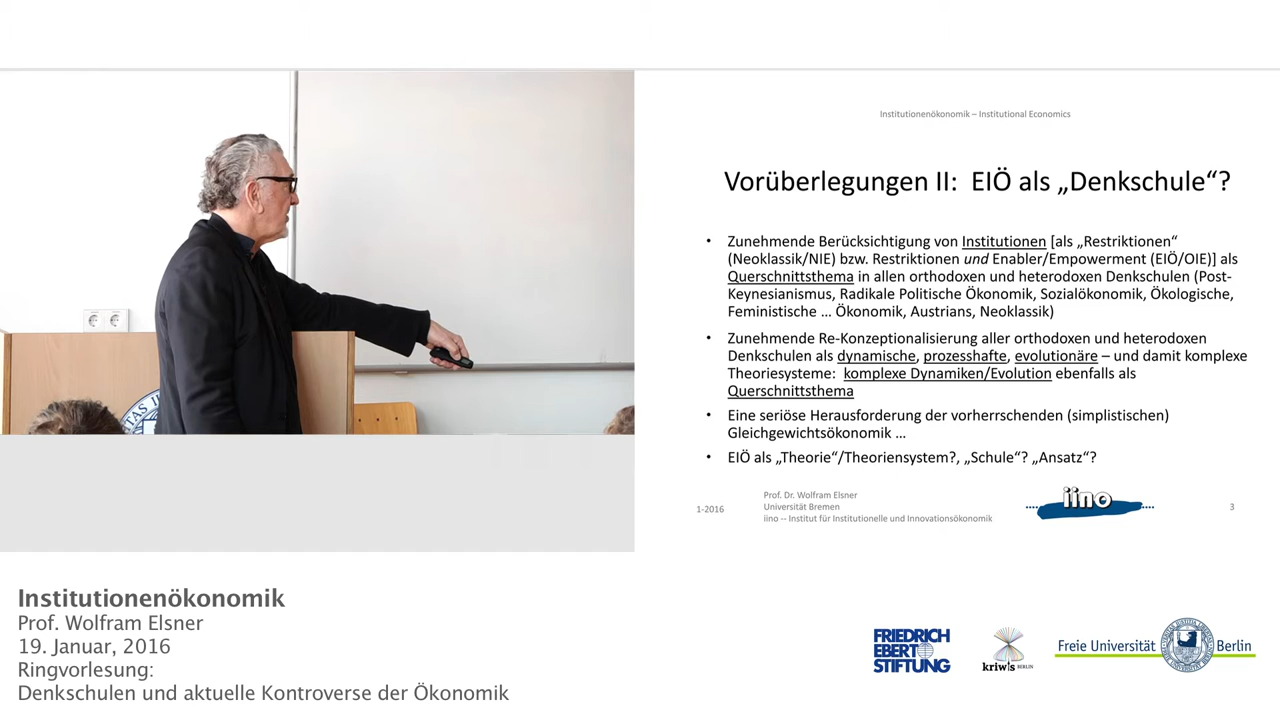 Institutionenökonomik – Institutional Economics
Vorüberlegungen II: EIÖ als „Denkschule“?
• Zunehmende Berücksichtigung von Institutionen [als „Restriktionen“
(Neoklassik/NIE) bzw. Restriktionen und Enabler/Empowerment (EIÖ/OIE)] als
Querschnittsthema in allen orthodoxen und heterodoxen Denkschulen (Post-
Keynesianismus, Radikale Politische Ökonomik, Sozialökonomik, Ökologische,
Feministische … Ökonomik, Austrians, Neoklassik)
• Zunehmende Re-Konzeptionalisierung aller orthodoxen und heterodoxen
Denkschulen als dynamische, prozesshafte, evolutionäre – und damit komplexe
Theoriesysteme: komplexe Dynamiken/Evolution ebenfalls als
Querschnittsthema
• Eine seriöse Herausforderung der vorherrschenden (simplistischen)
Gleichgewichtsökonomik …
• EIÖ als „Theorie“/Theoriensystem?, „Schule“? „Ansatz“?
1-2016
Prof. Dr. Wolfram Elsner
Universität Bremen
iino -- Institut für Institutionelle und Innovationsökonomik
iino
3
Institutionenökonomik
Prof. Wolfram Elsner
19. Januar, 2016
Ringvorlesung:
Denkschulen und aktuelle Kontroverse der Ökonomik
FRIEDRICH
EBERT
STIFTUNG
kriwis BERLIN
Freie Universität Berlin